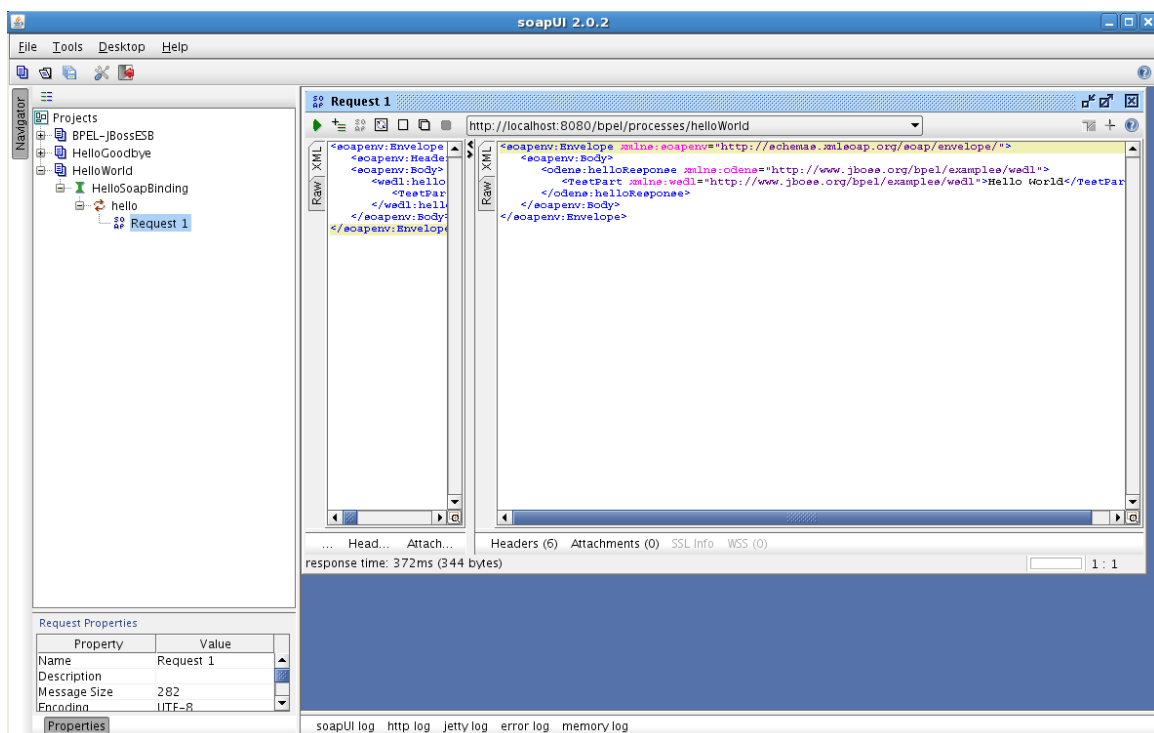 soapUI 2.0.2
File Tools Desktop Help
Navigator
Projects
BPEL-JBossESB
HelloGoodbye
HelloWorld
HelloSoapBinding
hello
Request 1
Request 1
http://localhost:8080/bpel/processes/helloWorld
XML
Raw
<soapenv:Envelope
<soapenv:Heade
<soapenv:Body>
<wsdl:hello
<TestPar
</wsdl:hell
</soapenv:Body
</soapenv:Envelop
XML
Raw
<soapenv:Envelope xmlns:soapenv="http://schemas.xmlsoap.org/soap/envelope/">
<soapenv:Body>
<odens:helloResponse xmlns:odens="http://www.jboss.org/bpel/examples/wsdl">
<TestPart xmlns:wsdl="http://www.jboss.org/bpel/examples/wsdl">Hello World</TestPar
</odens:helloResponse>
</soapenv:Body>
</soapenv:Envelope>
... Head... Attach...
Headers (6) Attachments (0) SSL Info WSS (0)
response time: 372ms (344 bytes)
1 : 1
Request Properties
Property Value
Name Request 1
Description
Message Size 282
Encoding UTF-8
Properties
soapUI log http log jetty log error log memory log